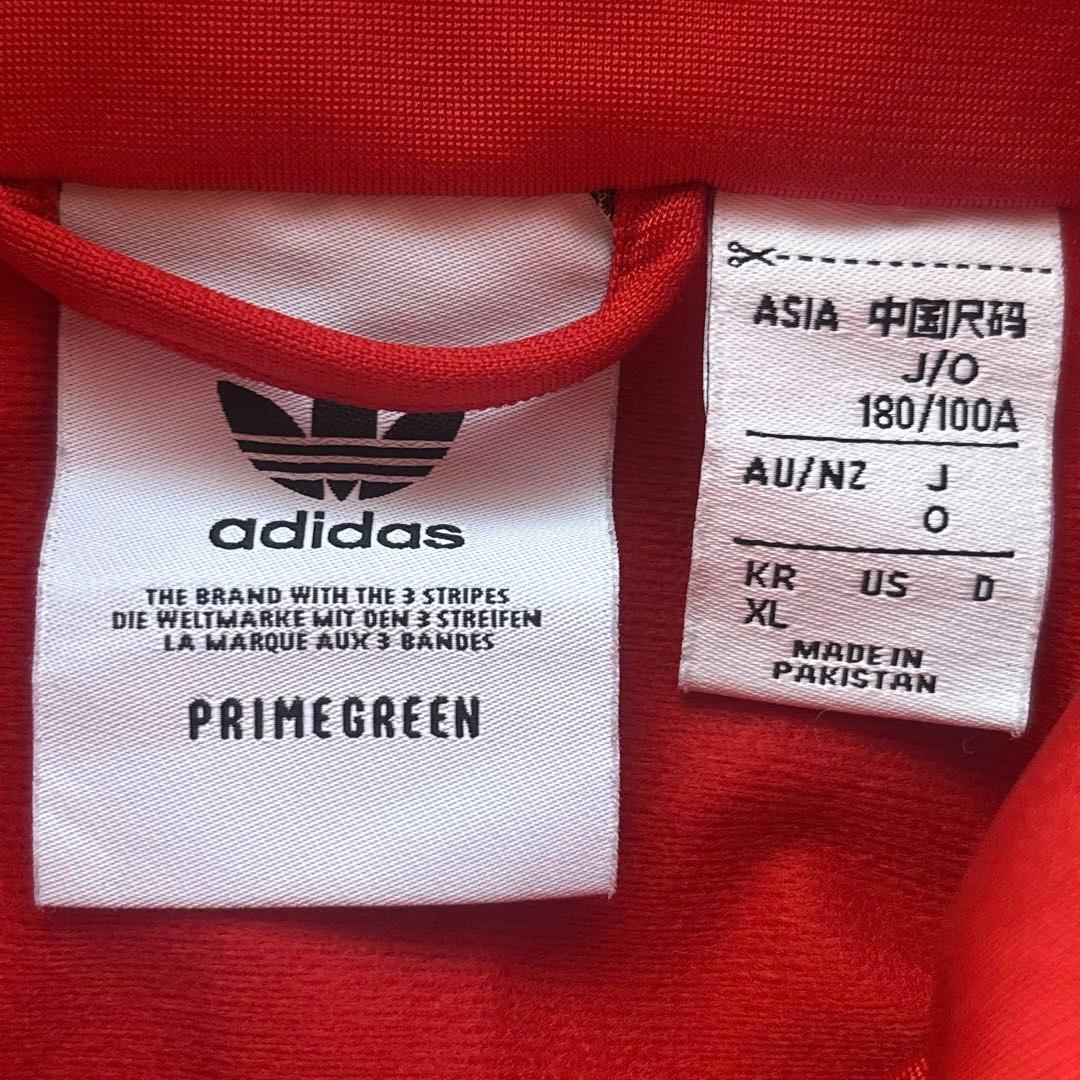 adidas
THE BRAND WITH THE 3 STRIPES
DIE WELTMARKE MIT DEN 3 STREIFEN
LA MARQUE AUX 3 BANDES
PRIMEGREEN
ASIA 中国尺码
J/O
180/100A
AU/NZ J
O
KR US D
XL
MADE IN
PAKISTAN